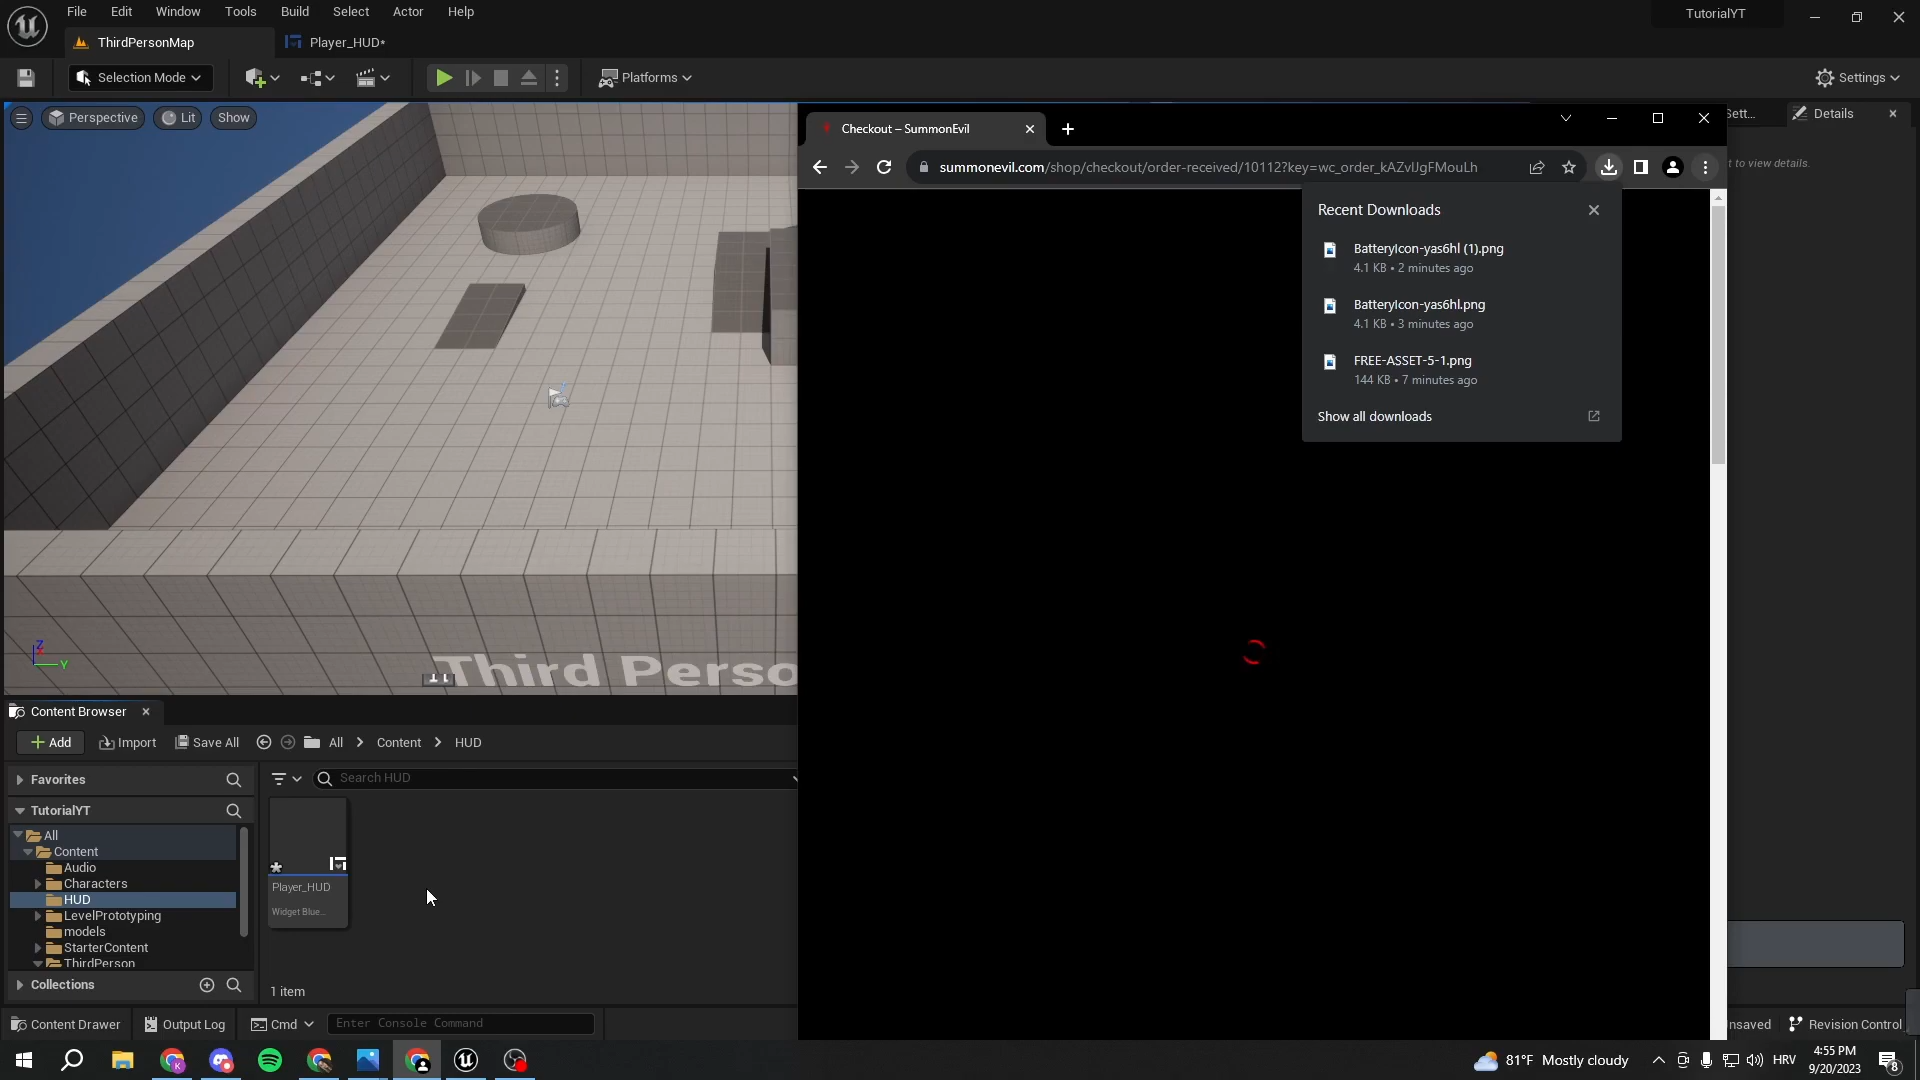 File Edit Window Tools Build Select Actor Help
TutorialYT
ThirdPersonMap
Player_HUD*
Selection Mode
Platforms
Settings
Perspective
Lit
Show
Checkout – SummonEvil
Details
summonevil.com/shop/checkout/order-received/10112?key=wc_order_kAZvlJgFMouLh
t to view details.
Recent Downloads
BatteryIcon-yas6hl (1).png
4.1 KB • 2 minutes ago
BatteryIcon-yas6hl.png
4.1 KB • 3 minutes ago
FREE-ASSET-5-1.png
144 KB • 7 minutes ago
Show all downloads
Z
Y
Third Perso
Content Browser
Add
Import
Save All
All
Content
HUD
Favorites
Search HUD
TutorialYT
All
Content
Audio
Characters
HUD
LevelPrototyping
models
StarterContent
ThirdPerson
Player_HUD
Widget Blue...
Collections
1 item
Content Drawer
Output Log
Cmd
Enter Console Command
nsaved
Revision Control
81°F Mostly cloudy
HRV
4:55 PM
9/20/2023
8